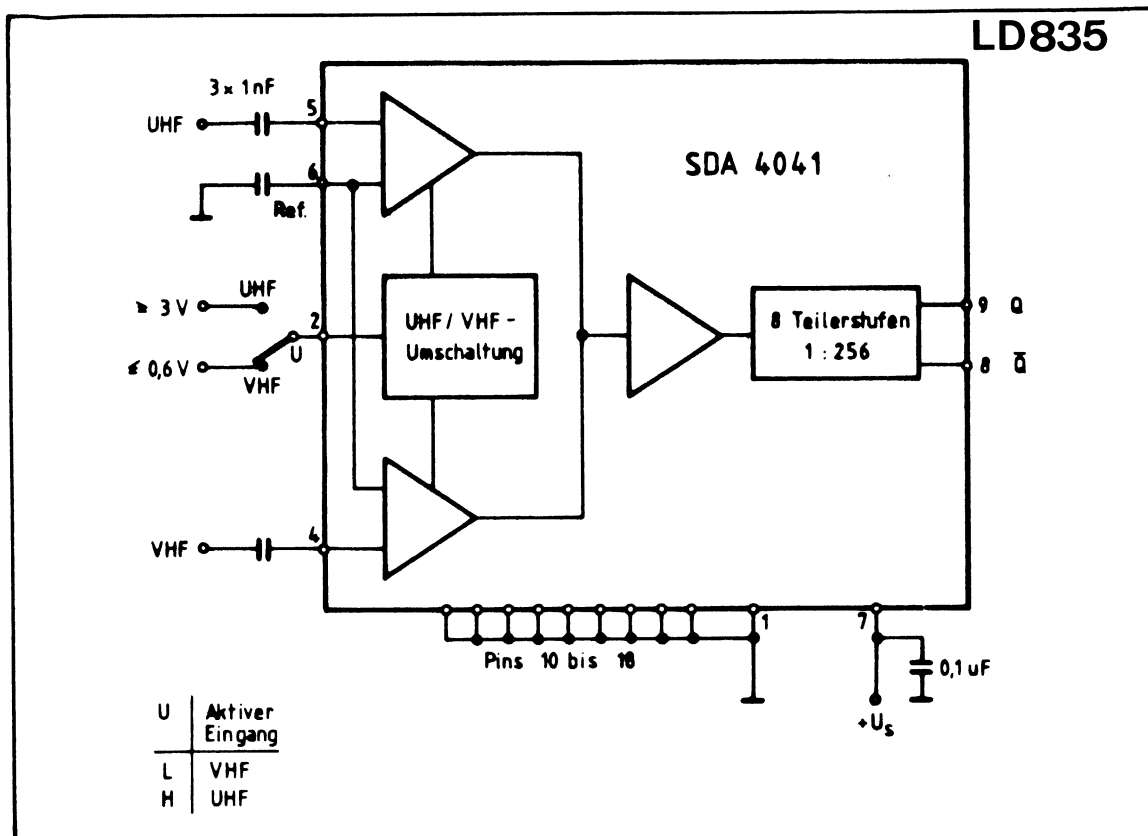 LD835
3 x 1nF
UHF
5
SDA 4041
6
Ref.
≥ 3 V
UHF
2
U
UHF / VHF -
Umschaltung
≤ 0,6 V
VHF
8 Teilerstufen
1 : 256
9 Q
8 Q̅
VHF
4
1
7
Pins 10 bis 18
0,1 uF
+Us
U | Aktiver
Eingang
L | VHF
H | UHF